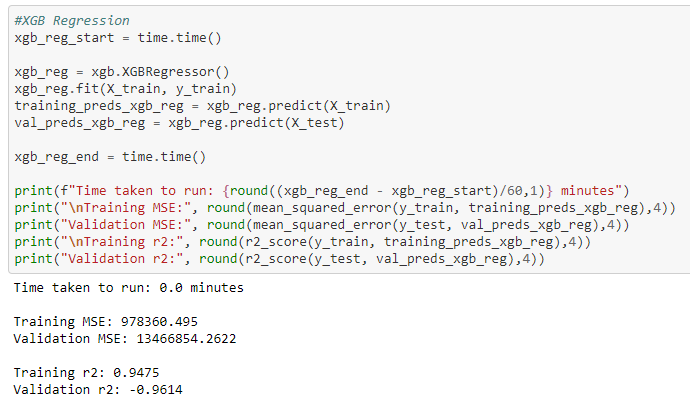 #XGB Regression
xgb_reg_start = time.time()
xgb_reg = xgb.XGBRegressor()
xgb_reg.fit(X_train, y_train)
training_preds_xgb_reg = xgb_reg.predict(X_train)
val_preds_xgb_reg = xgb_reg.predict(X_test)
xgb_reg_end = time.time()
print(f"Time taken to run: {round((xgb_reg_end - xgb_reg_start)/60,1)} minutes")
print("\nTraining MSE:", round(mean_squared_error(y_train, training_preds_xgb_reg),4))
print("Validation MSE:", round(mean_squared_error(y_test, val_preds_xgb_reg),4))
print("\nTraining r2:", round(r2_score(y_train, training_preds_xgb_reg),4))
print("Validation r2:", round(r2_score(y_test, val_preds_xgb_reg),4))
Time taken to run: 0.0 minutes
Training MSE: 978360.495
Validation MSE: 13466854.2622
Training r2: 0.9475
Validation r2: -0.9614